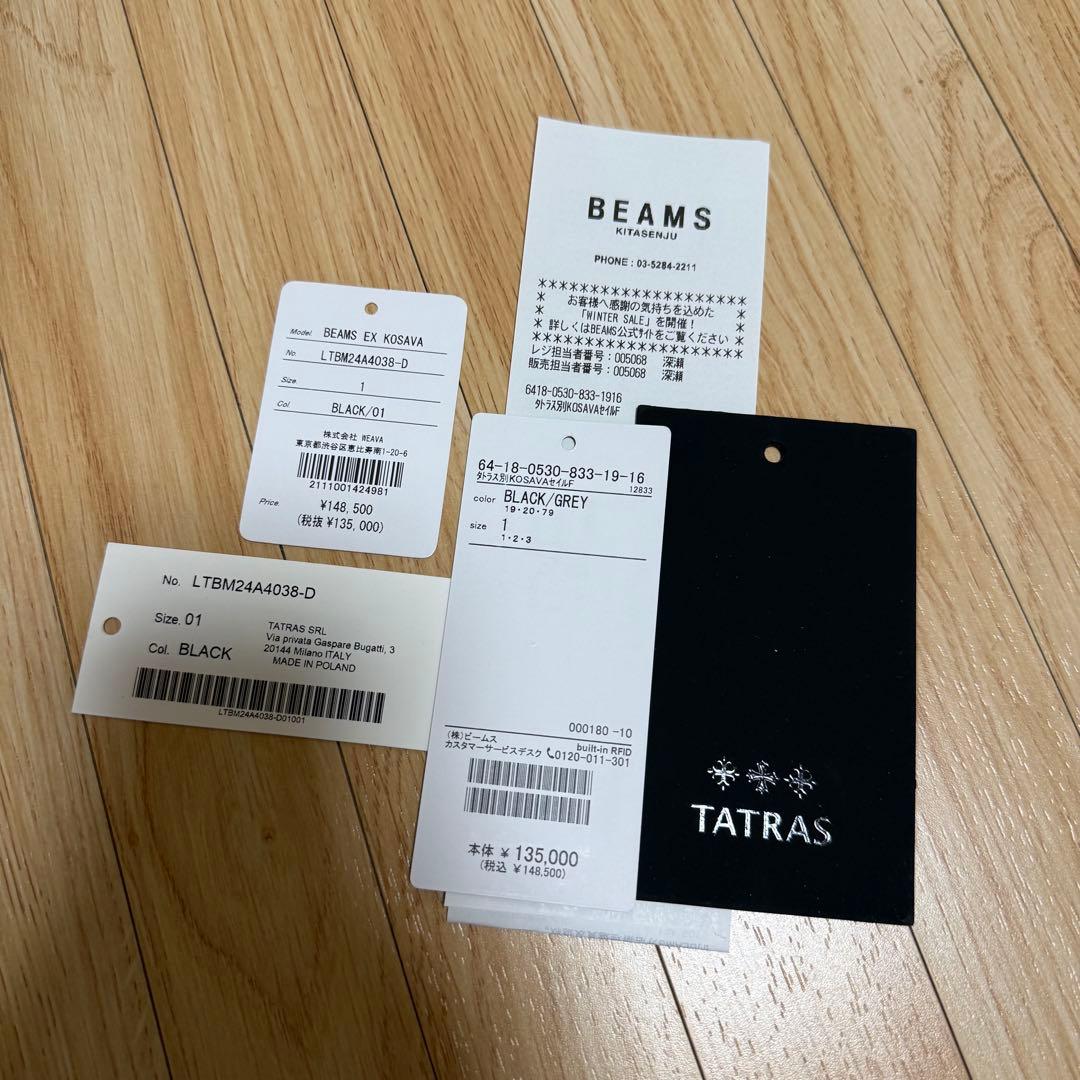 BEAMS
KITASENJU
PHONE : 03-5284-2211
********************
* お客様へ感謝の気持ちを込めた *
* 「WINTER SALE」を開催！ *
* 詳しくはBEAMS公式ｻｲﾄをご覧ください *
********************
レジ担当者番号：005068 深瀬
販売担当者番号：005068 深瀬
6418-0530-833-1916
ﾀﾄﾗｽ別KOSAVAｾｲﾙF
Model. BEAMS EX KOSAVA
No. LTBM24A4038-D
Size. 1
Col. BLACK/01
株式会社 WEAVA
東京都渋谷区恵比寿南1-20-6
2111001424981
Price. ¥148,500
(税抜 ¥135,000)
No. LTBM24A4038-D
Size. 01
Col. BLACK
TATRAS SRL
Via privata Gaspare Bugatti, 3
20144 Milano ITALY
MADE IN POLAND
LTBM24A4038-D01001
64-18-0530-833-19-16
ﾀﾄﾗｽ別KOSAVAｾｲﾙF
12833
color BLACK/GREY
19・20・79
size 1
1・2・3
000180 -10
(株)ビームス built-in RFID
カスタマーサービスデスク 0120-011-301
本体 ¥ 135,000
(税込 ¥148,500)
TATRAS